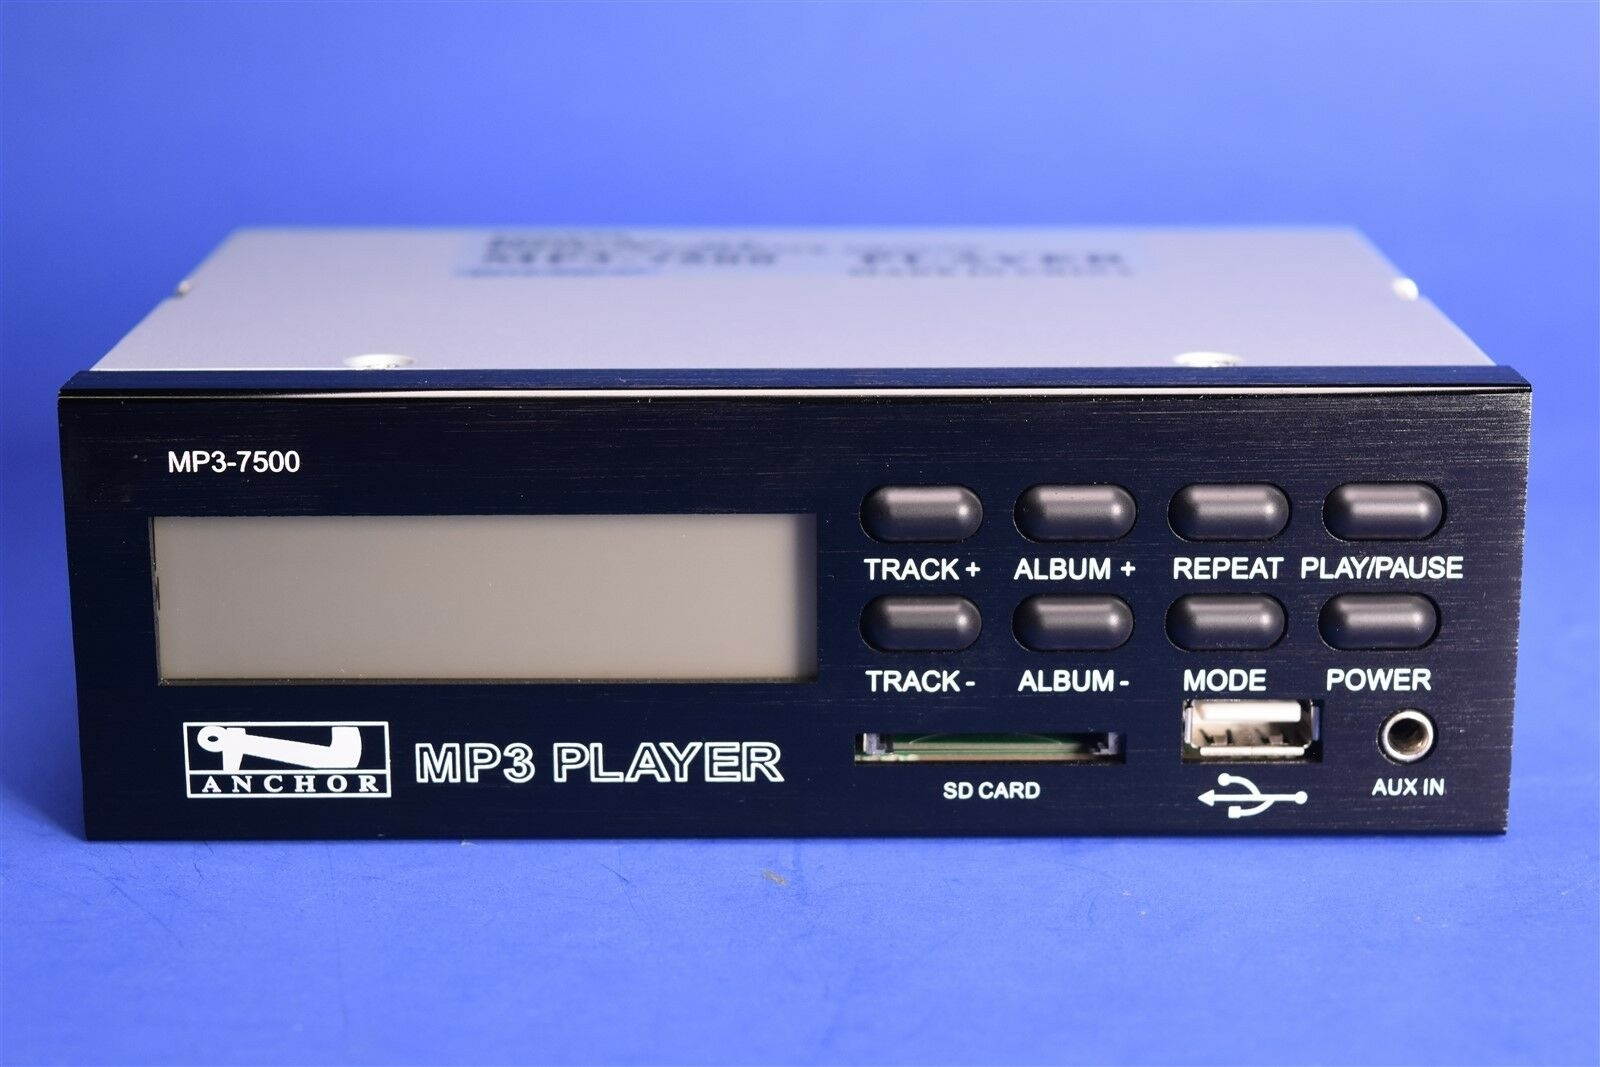 MP3-7500
TRACK + ALBUM + REPEAT PLAY/PAUSE
TRACK - ALBUM - MODE POWER
ANCHOR MP3 PLAYER
SD CARD AUX IN